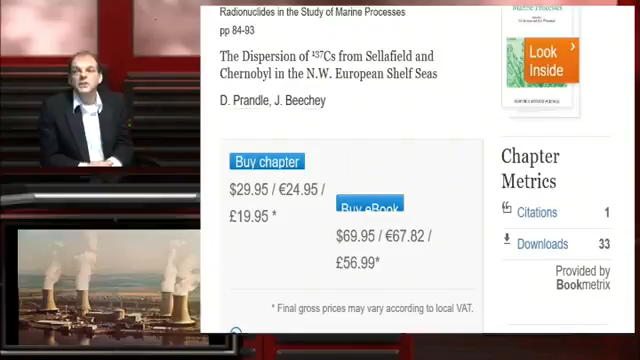 Radionuclides in the Study of Marine Processes
pp 84-93
The Dispersion of ¹³⁷Cs from Sellafield and
Chernobyl in the N.W. European Shelf Seas
D. Prandle, J. Beechey
Buy chapter
$29.95 / €24.95 /
£19.95 *
Buy eBook
$69.95 / €67.82 /
£56.99*
* Final gross prices may vary according to local VAT.
Marine Processes
Look
Inside
Chapter
Metrics
Citations 1
Downloads 33
Provided by
Bookmetrix